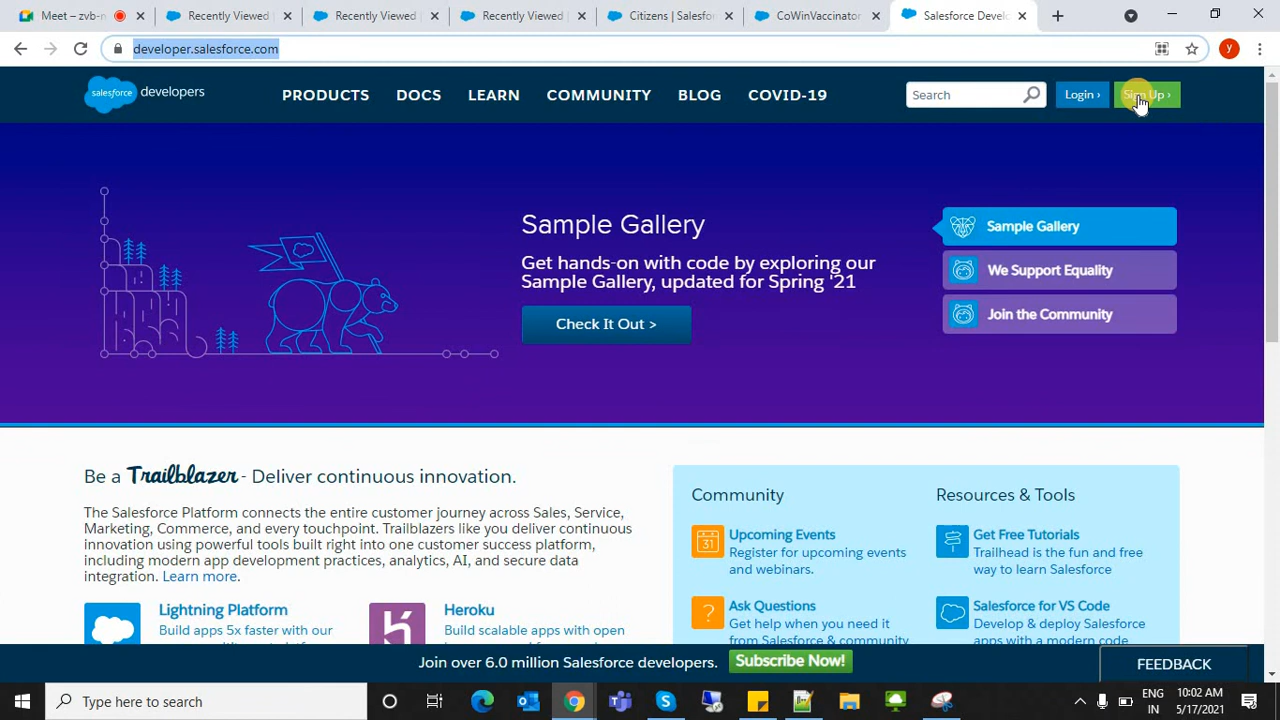 Meet – zvb-n
Recently Viewed |
Recently Viewed |
Recently Viewed |
Citizens | Salesfor
CoWinVaccinator
Salesforce Devel
developer.salesforce.com
y
salesforce developers
PRODUCTS
DOCS
LEARN
COMMUNITY
BLOG
COVID-19
Search
Login ›
Sign Up ›
Sample Gallery
Get hands-on with code by exploring our
Sample Gallery, updated for Spring '21
Check It Out >
Sample Gallery
We Support Equality
Join the Community
Be a Trailblazer - Deliver continuous innovation.
The Salesforce Platform connects the entire customer journey across Sales, Service,
Marketing, Commerce, and every touchpoint. Trailblazers like you deliver continuous
innovation using powerful tools built right into one customer success platform,
including modern app development practices, analytics, AI, and secure data
integration. Learn more.
Lightning Platform
Build apps 5x faster with our
Heroku
Build scalable apps with open
Community
Upcoming Events
Register for upcoming events
and webinars.
Ask Questions
Get help when you need it
from Salesforce & community
Resources & Tools
Get Free Tutorials
Trailhead is the fun and free
way to learn Salesforce
Salesforce for VS Code
Develop & deploy Salesforce
apps with a modern code
Join over 6.0 million Salesforce developers.
Subscribe Now!
FEEDBACK
Type here to search
ENG
IN
10:02 AM
5/17/2021